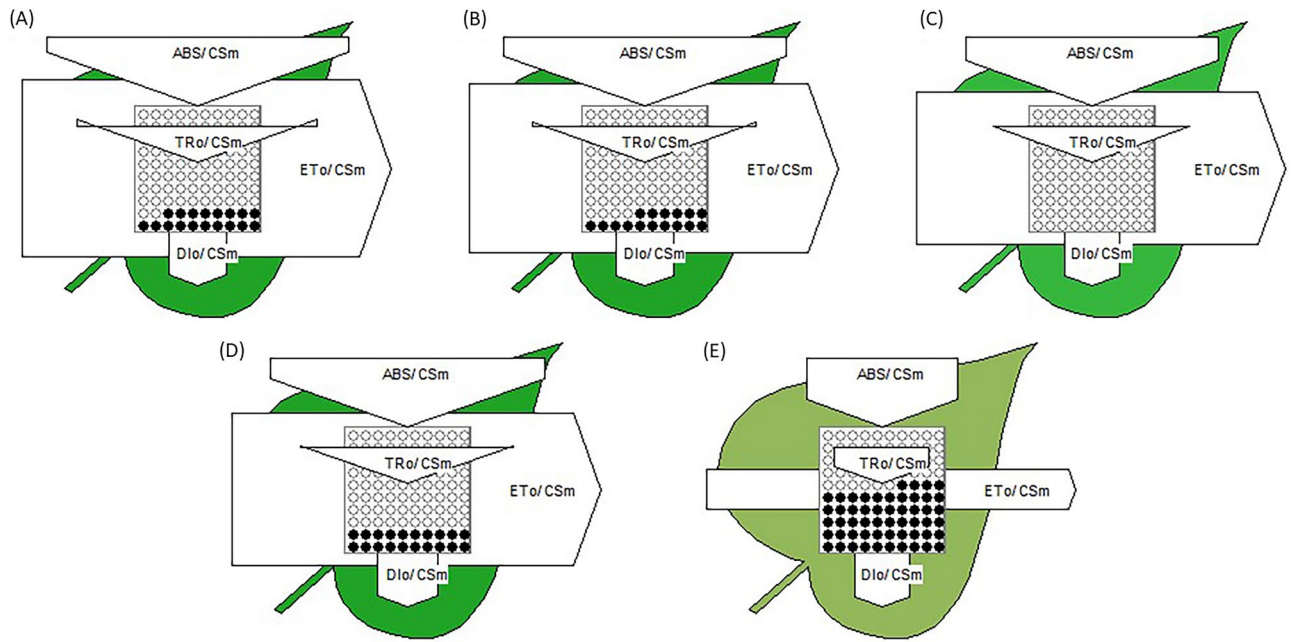 (A)
ABS/CSm
TRo/CSm
ETo/CSm
DIo/CSm
(B)
ABS/CSm
TRo/CSm
ETo/CSm
DIo/CSm
(C)
ABS/CSm
TRo/CSm
ETo/CSm
DIo/CSm
(D)
ABS/CSm
TRo/CSm
ETo/CSm
DIo/CSm
(E)
ABS/CSm
TRo/CSm
ETo/CSm
DIo/CSm